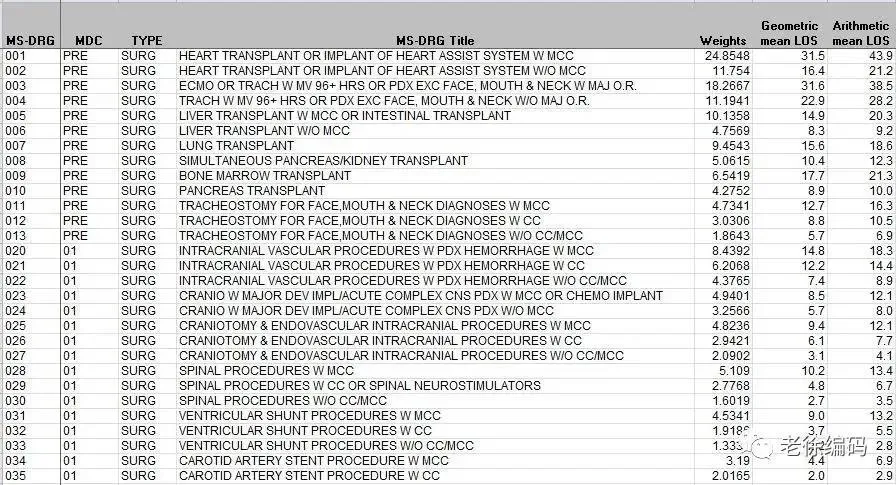 MS-DRG MDC TYPE MS-DRG Title Weights Geometric mean LOS Arithmetic mean LOS
001 PRE SURG HEART TRANSPLANT OR IMPLANT OF HEART ASSIST SYSTEM W MCC 24.8548 31.5 43.9
002 PRE SURG HEART TRANSPLANT OR IMPLANT OF HEART ASSIST SYSTEM W/O MCC 11.754 16.4 21.2
003 PRE SURG ECMO OR TRACH W MV 96+ HRS OR PDX EXC FACE, MOUTH & NECK W MAJ O.R. 18.2667 31.6 38.5
004 PRE SURG TRACH W MV 96+ HRS OR PDX EXC FACE, MOUTH & NECK W/O MAJ O.R. 11.1941 22.9 28.2
005 PRE SURG LIVER TRANSPLANT W MCC OR INTESTINAL TRANSPLANT 10.1358 14.9 20.3
006 PRE SURG LIVER TRANSPLANT W/O MCC 4.7569 8.3 9.2
007 PRE SURG LUNG TRANSPLANT 9.4543 15.6 18.6
008 PRE SURG SIMULTANEOUS PANCREAS/KIDNEY TRANSPLANT 5.0615 10.4 12.3
009 PRE SURG BONE MARROW TRANSPLANT 6.5419 17.7 21.3
010 PRE SURG PANCREAS TRANSPLANT 4.2752 8.9 10.0
011 PRE SURG TRACHEOSTOMY FOR FACE,MOUTH & NECK DIAGNOSES W MCC 4.7341 12.7 16.3
012 PRE SURG TRACHEOSTOMY FOR FACE,MOUTH & NECK DIAGNOSES W CC 3.0306 8.8 10.5
013 PRE SURG TRACHEOSTOMY FOR FACE,MOUTH & NECK DIAGNOSES W/O CC/MCC 1.8643 5.7 6.9
020 01 SURG INTRACRANIAL VASCULAR PROCEDURES W PDX HEMORRHAGE W MCC 8.4392 14.8 18.3
021 01 SURG INTRACRANIAL VASCULAR PROCEDURES W PDX HEMORRHAGE W CC 6.2068 12.2 14.4
022 01 SURG INTRACRANIAL VASCULAR PROCEDURES W PDX HEMORRHAGE W/O CC/MCC 4.3765 7.4 8.9
023 01 SURG CRANIO W MAJOR DEV IMPL/ACUTE COMPLEX CNS PDX W MCC OR CHEMO IMPLANT 4.9401 8.5 12.1
024 01 SURG CRANIO W MAJOR DEV IMPL/ACUTE COMPLEX CNS PDX W/O MCC 3.2566 5.7 8.0
025 01 SURG CRANIOTOMY & ENDOVASCULAR INTRACRANIAL PROCEDURES W MCC 4.8236 9.4 12.1
026 01 SURG CRANIOTOMY & ENDOVASCULAR INTRACRANIAL PROCEDURES W CC 2.9421 6.1 7.7
027 01 SURG CRANIOTOMY & ENDOVASCULAR INTRACRANIAL PROCEDURES W/O CC/MCC 2.0902 3.1 4.1
028 01 SURG SPINAL PROCEDURES W MCC 5.109 10.2 13.4
029 01 SURG SPINAL PROCEDURES W CC OR SPINAL NEUROSTIMULATORS 2.7768 4.8 6.7
030 01 SURG SPINAL PROCEDURES W/O CC/MCC 1.6019 2.7 3.5
031 01 SURG VENTRICULAR SHUNT PROCEDURES W MCC 4.5341 9.0 13.2
032 01 SURG VENTRICULAR SHUNT PROCEDURES W CC 3.7 5.5
033 01 SURG VENTRICULAR SHUNT PROCEDURES W/O CC/MCC 2.8
034 01 SURG CAROTID ARTERY STENT PROCEDURE W MCC 3.19 4.4 6.9
035 01 SURG CAROTID ARTERY STENT PROCEDURE W CC 2.0165 2.0 2.9
老徐编码